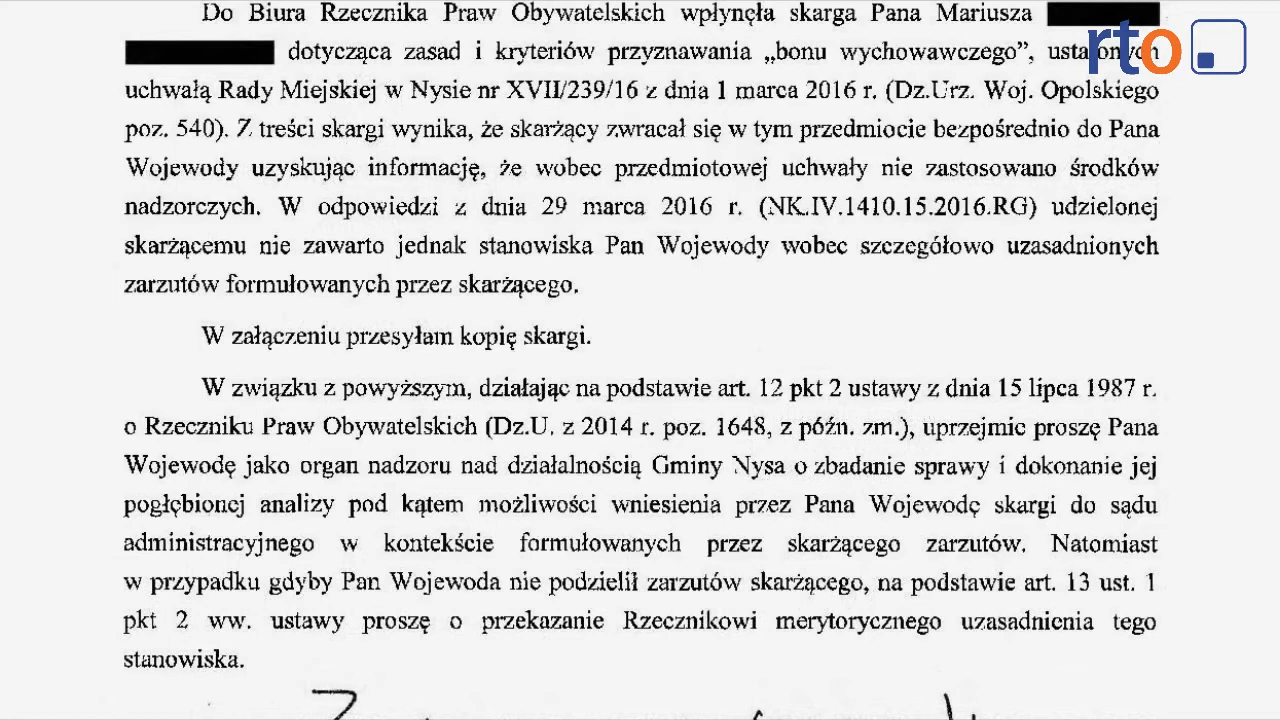 Do Biura Rzecznika Praw Obywatelskich wpłynęła skarga Pana Mariusza
dotycząca zasad i kryteriów przyznawania „bonu wychowawczego”, ustalonych
uchwałą Rady Miejskiej w Nysie nr XVII/239/16 z dnia 1 marca 2016 r. (Dz.Urz. Woj. Opolskiego
poz. 540). Z treści skargi wynika, że skarżący zwracał się w tym przedmiocie bezpośrednio do Pana
Wojewody uzyskując informację, że wobec przedmiotowej uchwały nie zastosowano środków
nadzorczych. W odpowiedzi z dnia 29 marca 2016 r. (NK.IV.1410.15.2016.RG) udzielonej
skarżącemu nie zawarto jednak stanowiska Pan Wojewody wobec szczegółowo uzasadnionych
zarzutów formułowanych przez skarżącego.
W załączeniu przesyłam kopię skargi.
W związku z powyższym, działając na podstawie art. 12 pkt 2 ustawy z dnia 15 lipca 1987 r.
o Rzeczniku Praw Obywatelskich (Dz.U. z 2014 r. poz. 1648, z późn. zm.), uprzejmie proszę Pana
Wojewodę jako organ nadzoru nad działalnością Gminy Nysa o zbadanie sprawy i dokonanie jej
pogłębionej analizy pod kątem możliwości wniesienia przez Pana Wojewodę skargi do sądu
administracyjnego w kontekście formułowanych przez skarżącego zarzutów. Natomiast
w przypadku gdyby Pan Wojewoda nie podzielił zarzutów skarżącego, na podstawie art. 13 ust. 1
pkt 2 ww. ustawy proszę o przekazanie Rzecznikowi merytorycznego uzasadnienia tego
stanowiska.
rto